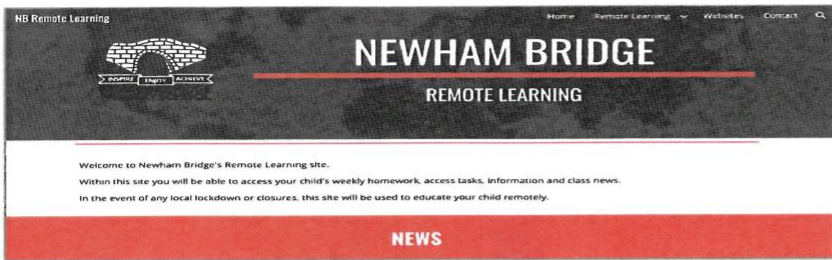 NB Remote Learning
Home Remote Learning Websites Contact
NEWHAM BRIDGE
INSPIRE ENJOY ACHIEVE
REMOTE LEARNING
Welcome to Newham Bridge's Remote Learning site.
Within this site you will be able to access your child's weekly homework, access tasks, information and class news.
In the event of any local lockdown or closures, this site will be used to educate your child remotely.
NEWS